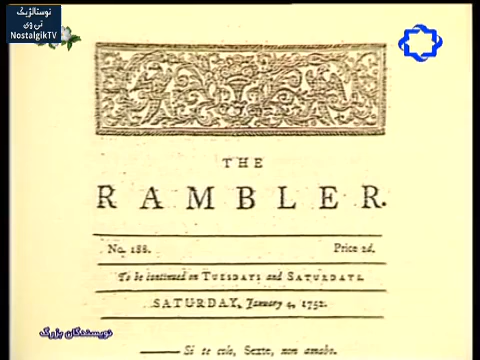 نوستالژیک
تی وی
NostalgikTV
THE
RAMBLER.
No. 188.
Price 2d.
To be continued on TUESDAYS and SATURDAYS.
SATURDAY, January 4, 1752.
نویسندگان بزرگ
Si te colo, Sexte, non amabo.